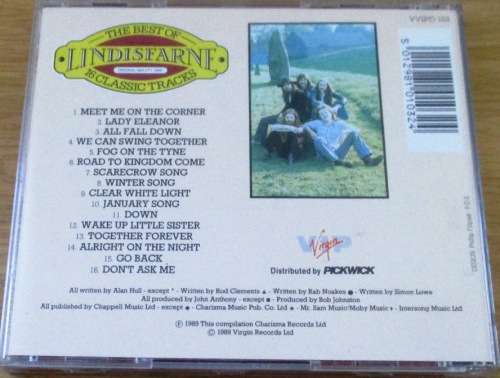 THE BEST OF
LINDISFARNE
16 CLASSIC TRACKS
1. MEET ME ON THE CORNER
2. LADY ELEANOR
3. ALL FALL DOWN
4. WE CAN SWING TOGETHER
5. FOG ON THE TYNE
6. ROAD TO KINGDOM COME
7. SCARECROW SONG
8. WINTER SONG
9. CLEAR WHITE LIGHT
10. JANUARY SONG
11. DOWN
12. WAKE UP LITTLE SISTER
13. TOGETHER FOREVER
14. ALRIGHT ON THE NIGHT
15. GO BACK
16. DON'T ASK ME
5 012981 010324
VVIP
Virgin
Distributed by PICKWICK
All written by Alan Hull - except * - Written by Rod Clements ▲ - Written by Rab Noakes ● - Written by Simon Lowe
All produced by John Anthony - except ■ - Produced by Bob Johnston
All published by Chappell Music Ltd - except ● - Charisma Music Pub. Co. Ltd * - Mr. Sam Music/Moby Music + - Intersong Music Ltd
℗ 1989 This compilation Charisma Records Ltd
© 1989 Virgin Records Ltd